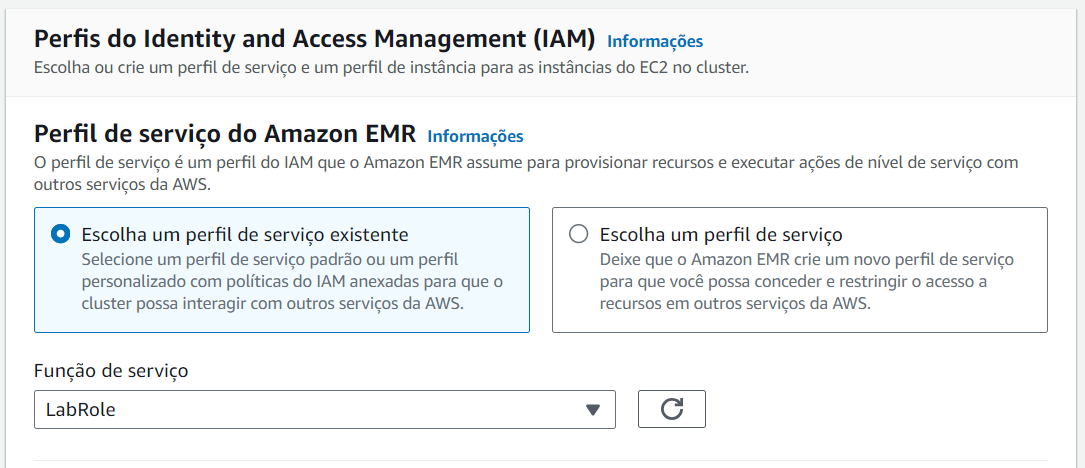 Perfis do Identity and Access Management (IAM) Informações
Escolha ou crie um perfil de serviço e um perfil de instância para as instâncias do EC2 no cluster.
Perfil de serviço do Amazon EMR Informações
O perfil de serviço é um perfil do IAM que o Amazon EMR assume para provisionar recursos e executar ações de nível de serviço com
outros serviços da AWS.
Escolha um perfil de serviço existente
Selecione um perfil de serviço padrão ou um perfil
personalizado com políticas do IAM anexadas para que o
cluster possa interagir com outros serviços da AWS.
Escolha um perfil de serviço
Deixe que o Amazon EMR crie um novo perfil de serviço
para que você possa conceder e restringir o acesso a
recursos em outros serviços da AWS.
Função de serviço
LabRole